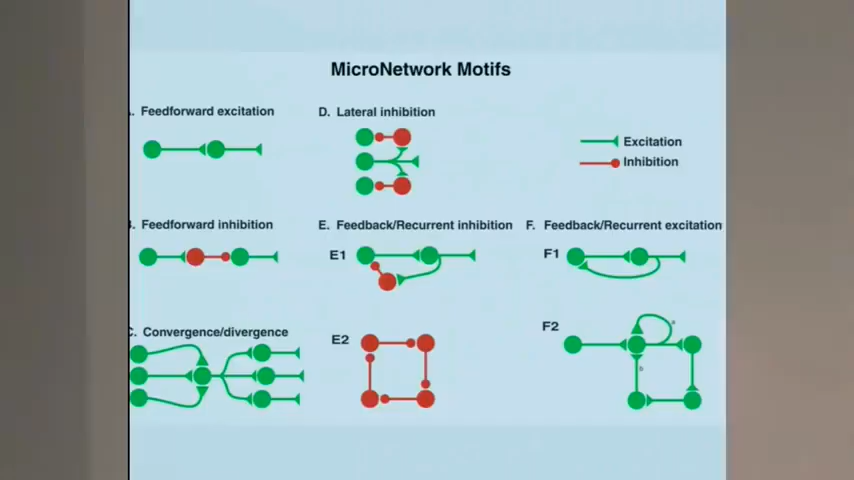 MicroNetwork Motifs
. Feedforward excitation
D. Lateral inhibition
Excitation
Inhibition
. Feedforward inhibition
E. Feedback/Recurrent inhibition
F. Feedback/Recurrent excitation
E1
F1
C. Convergence/divergence
E2
F2
a
b